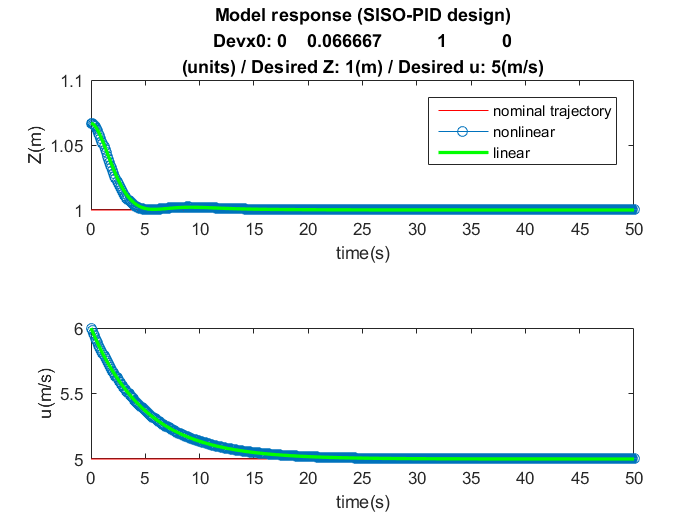 Model response (SISO-PID design)
Devx0: 0 0.066667 1 0
(units) / Desired Z: 1(m) / Desired u: 5(m/s)
1.1
1.05
1
Z(m)
nominal trajectory
nonlinear
linear
0 5 10 15 20 25 30 35 40 45 50
time(s)
6
5.5
5
u(m/s)
0 5 10 15 20 25 30 35 40 45 50
time(s)